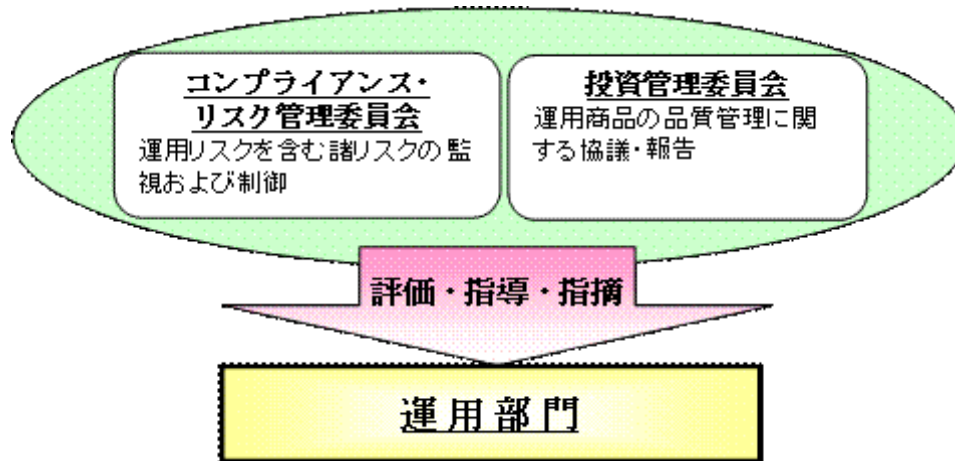 コンプライアンス・
リスク管理委員会
運用リスクを含む諸リスクの監
視および制御
投資管理委員会
運用商品の品質管理に関
する協議・報告
評価・指導・指摘
運用部門